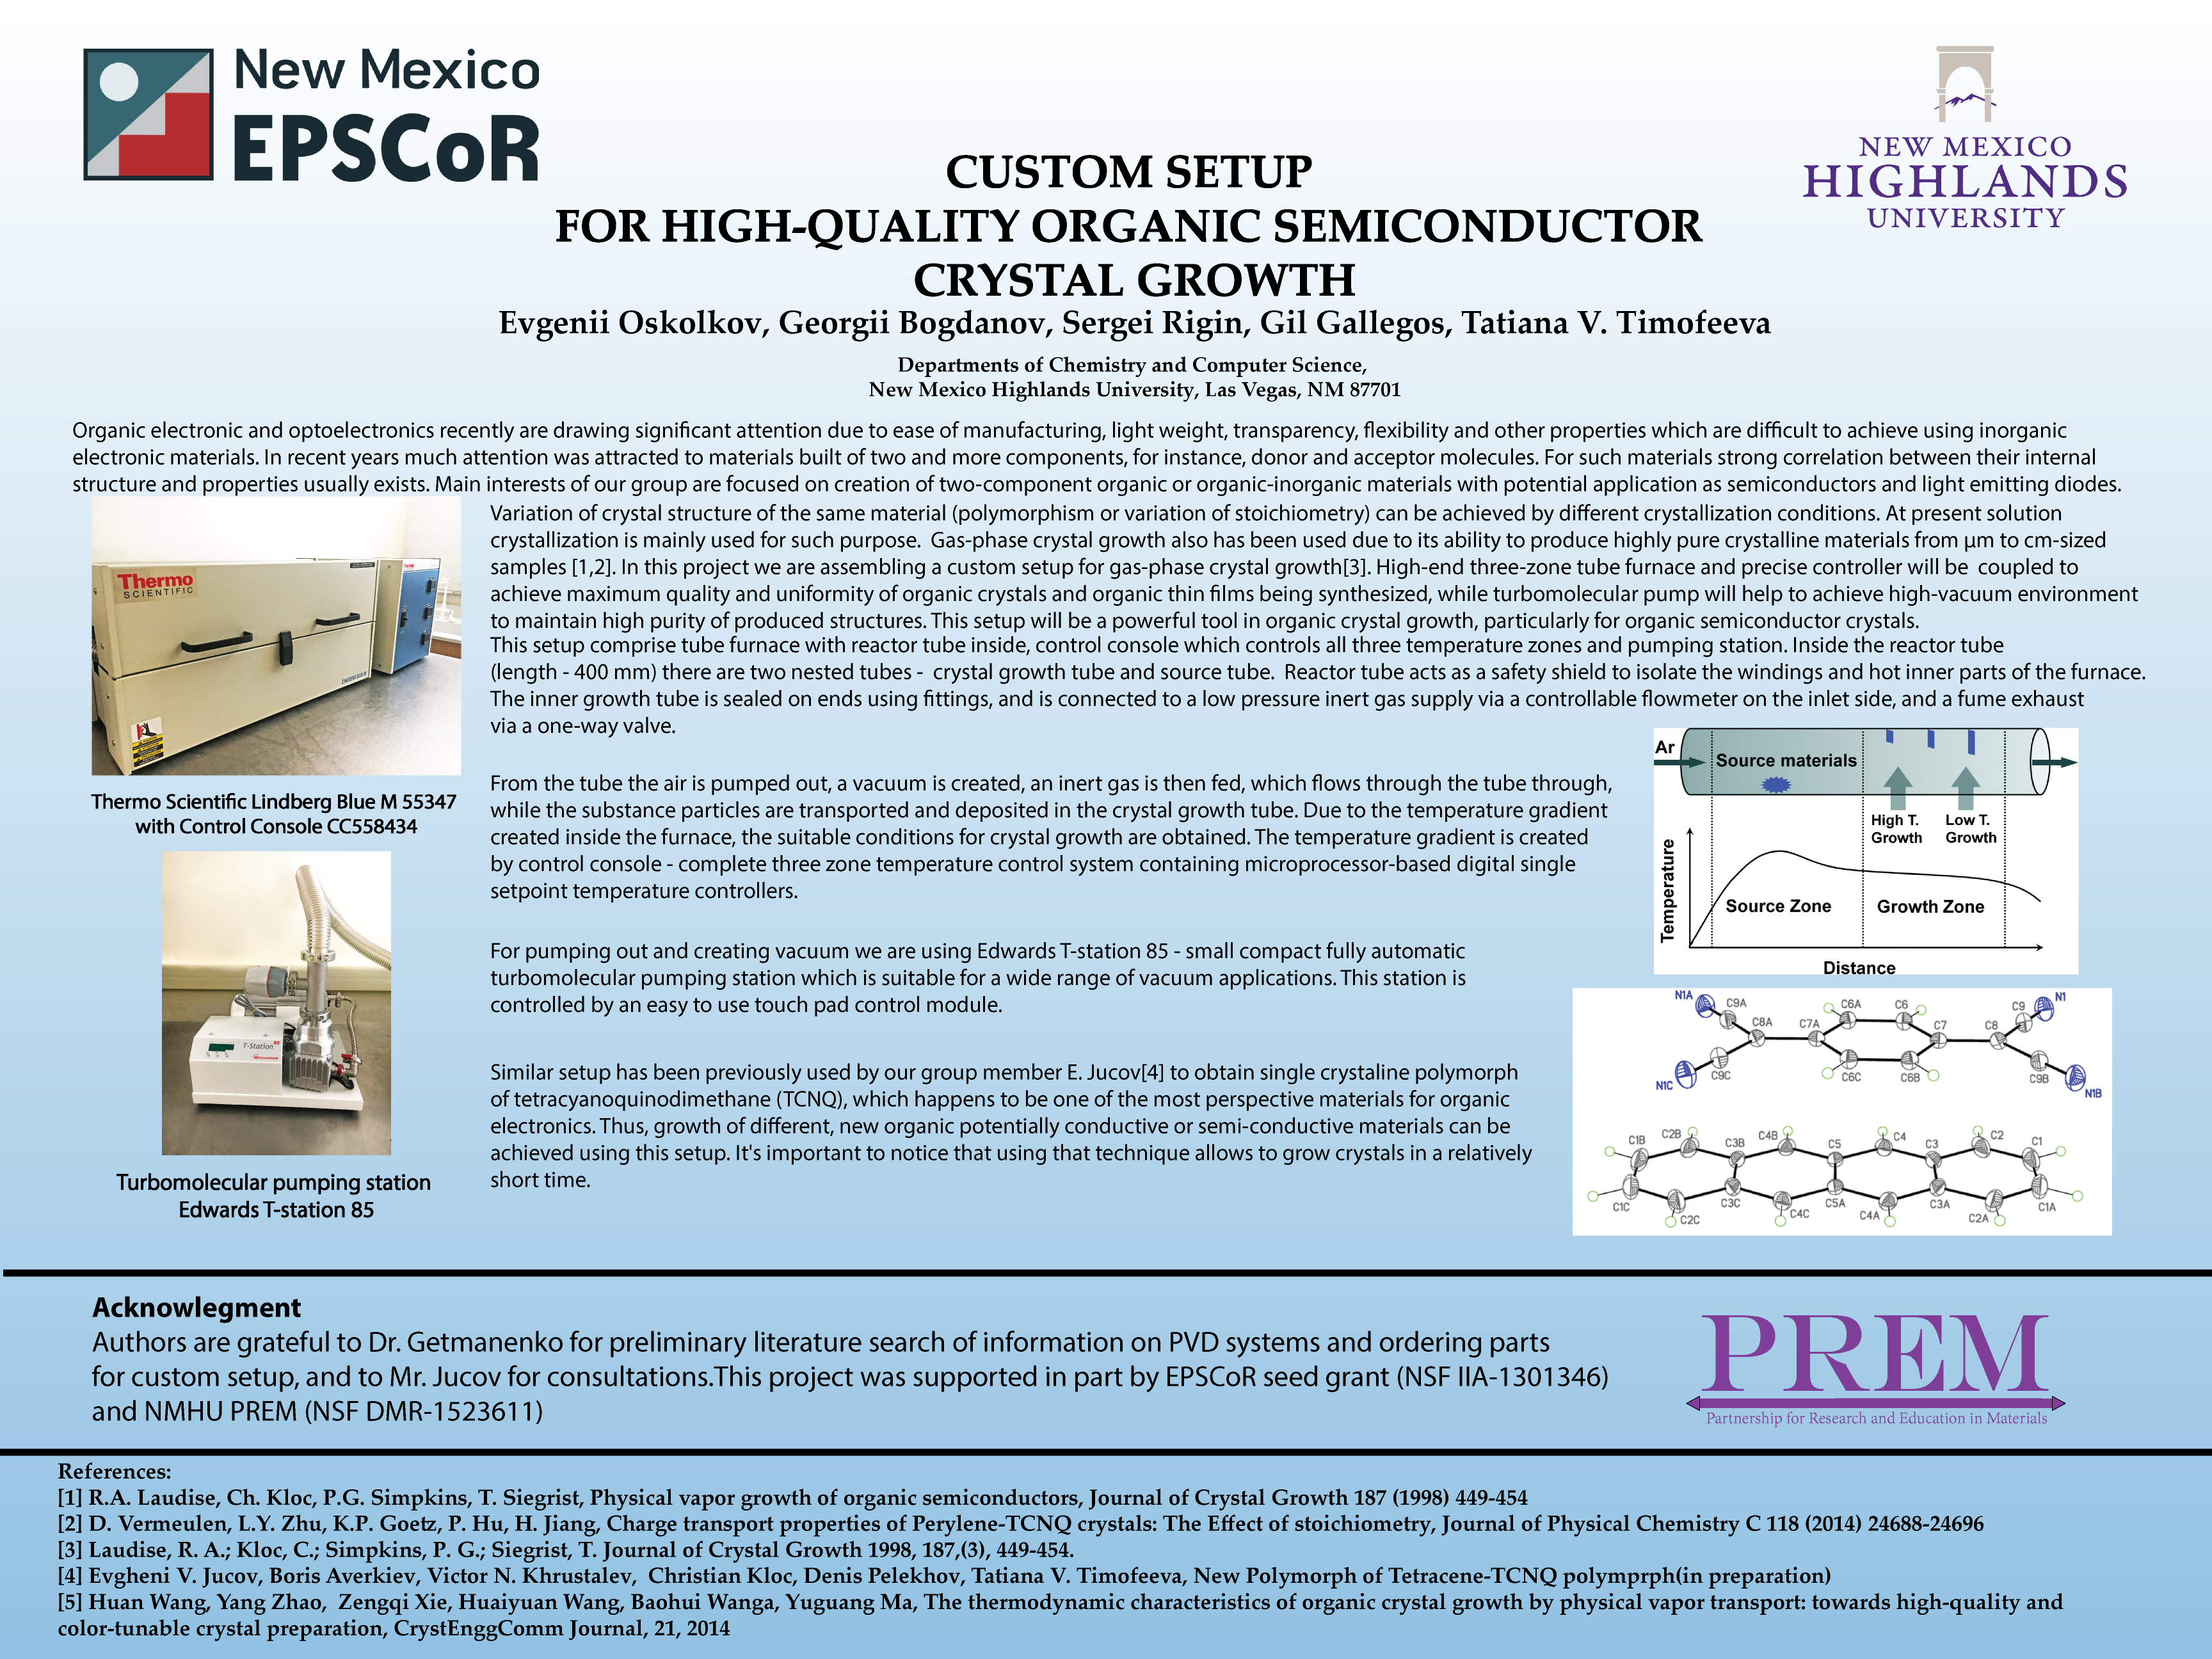 New Mexico
EPSCoR
NEW MEXICO
HIGHLANDS
UNIVERSITY
CUSTOM SETUP
FOR HIGH-QUALITY ORGANIC SEMICONDUCTOR
CRYSTAL GROWTH
Evgenii Oskolkov, Georgii Bogdanov, Sergei Rigin, Gil Gallegos, Tatiana V. Timofeeva
Departments of Chemistry and Computer Science,
New Mexico Highlands University, Las Vegas, NM 87701
Organic electronic and optoelectronics recently are drawing significant attention due to ease of manufacturing, light weight, transparency, flexibility and other properties which are difficult to achieve using inorganic
electronic materials. In recent years much attention was attracted to materials built of two and more components, for instance, donor and acceptor molecules. For such materials strong correlation between their internal
structure and properties usually exists. Main interests of our group are focused on creation of two-component organic or organic-inorganic materials with potential application as semiconductors and light emitting diodes.
Thermo
SCIENTIFIC
Thermo Scientific Lindberg Blue M 55347
with Control Console CC558434
T-Station 85
Turbomolecular pumping station
Edwards T-station 85
Variation of crystal structure of the same material (polymorphism or variation of stoichiometry) can be achieved by different crystallization conditions. At present solution
crystallization is mainly used for such purpose. Gas-phase crystal growth also has been used due to its ability to produce highly pure crystalline materials from μm to cm-sized
samples [1,2]. In this project we are assembling a custom setup for gas-phase crystal growth[3]. High-end three-zone tube furnace and precise controller will be coupled to
achieve maximum quality and uniformity of organic crystals and organic thin films being synthesized, while turbomolecular pump will help to achieve high-vacuum environment
to maintain high purity of produced structures. This setup will be a powerful tool in organic crystal growth, particularly for organic semiconductor crystals.
This setup comprise tube furnace with reactor tube inside, control console which controls all three temperature zones and pumping station. Inside the reactor tube
(length - 400 mm) there are two nested tubes - crystal growth tube and source tube. Reactor tube acts as a safety shield to isolate the windings and hot inner parts of the furnace.
The inner growth tube is sealed on ends using fittings, and is connected to a low pressure inert gas supply via a controllable flowmeter on the inlet side, and a fume exhaust
via a one-way valve.
From the tube the air is pumped out, a vacuum is created, an inert gas is then fed, which flows through the tube through,
while the substance particles are transported and deposited in the crystal growth tube. Due to the temperature gradient
created inside the furnace, the suitable conditions for crystal growth are obtained. The temperature gradient is created
by control console - complete three zone temperature control system containing microprocessor-based digital single
setpoint temperature controllers.
For pumping out and creating vacuum we are using Edwards T-station 85 - small compact fully automatic
turbomolecular pumping station which is suitable for a wide range of vacuum applications. This station is
controlled by an easy to use touch pad control module.
Similar setup has been previously used by our group member E. Jucov[4] to obtain single crystaline polymorph
of tetracyanoquinodimethane (TCNQ), which happens to be one of the most perspective materials for organic
electronics. Thus, growth of different, new organic potentially conductive or semi-conductive materials can be
achieved using this setup. It's important to notice that using that technique allows to grow crystals in a relatively
short time.
Ar
Source materials
High T.
Growth
Low T.
Growth
Temperature
Source Zone
Growth Zone
Distance
N1A C9A C6A C6 C9 N1
C8A C7A C7 C8
N1C C9C C6C C6B C9B N1B
C1B C2B C3B C4B C5 C4 C3 C2 C1
C1C C2C C3C C4C C5A C4A C3A C2A C1A
Acknowlegment
Authors are grateful to Dr. Getmanenko for preliminary literature search of information on PVD systems and ordering parts
for custom setup, and to Mr. Jucov for consultations.This project was supported in part by EPSCoR seed grant (NSF IIA-1301346)
and NMHU PREM (NSF DMR-1523611)
PREM
Partnership for Research and Education in Materials
References:
[1] R.A. Laudise, Ch. Kloc, P.G. Simpkins, T. Siegrist, Physical vapor growth of organic semiconductors, Journal of Crystal Growth 187 (1998) 449-454
[2] D. Vermeulen, L.Y. Zhu, K.P. Goetz, P. Hu, H. Jiang, Charge transport properties of Perylene-TCNQ crystals: The Effect of stoichiometry, Journal of Physical Chemistry C 118 (2014) 24688-24696
[3] Laudise, R. A.; Kloc, C.; Simpkins, P. G.; Siegrist, T. Journal of Crystal Growth 1998, 187,(3), 449-454.
[4] Evgheni V. Jucov, Boris Averkiev, Victor N. Khrustalev, Christian Kloc, Denis Pelekhov, Tatiana V. Timofeeva, New Polymorph of Tetracene-TCNQ polymprph(in preparation)
[5] Huan Wang, Yang Zhao, Zengqi Xie, Huaiyuan Wang, Baohui Wanga, Yuguang Ma, The thermodynamic characteristics of organic crystal growth by physical vapor transport: towards high-quality and
color-tunable crystal preparation, CrystEnggComm Journal, 21, 2014